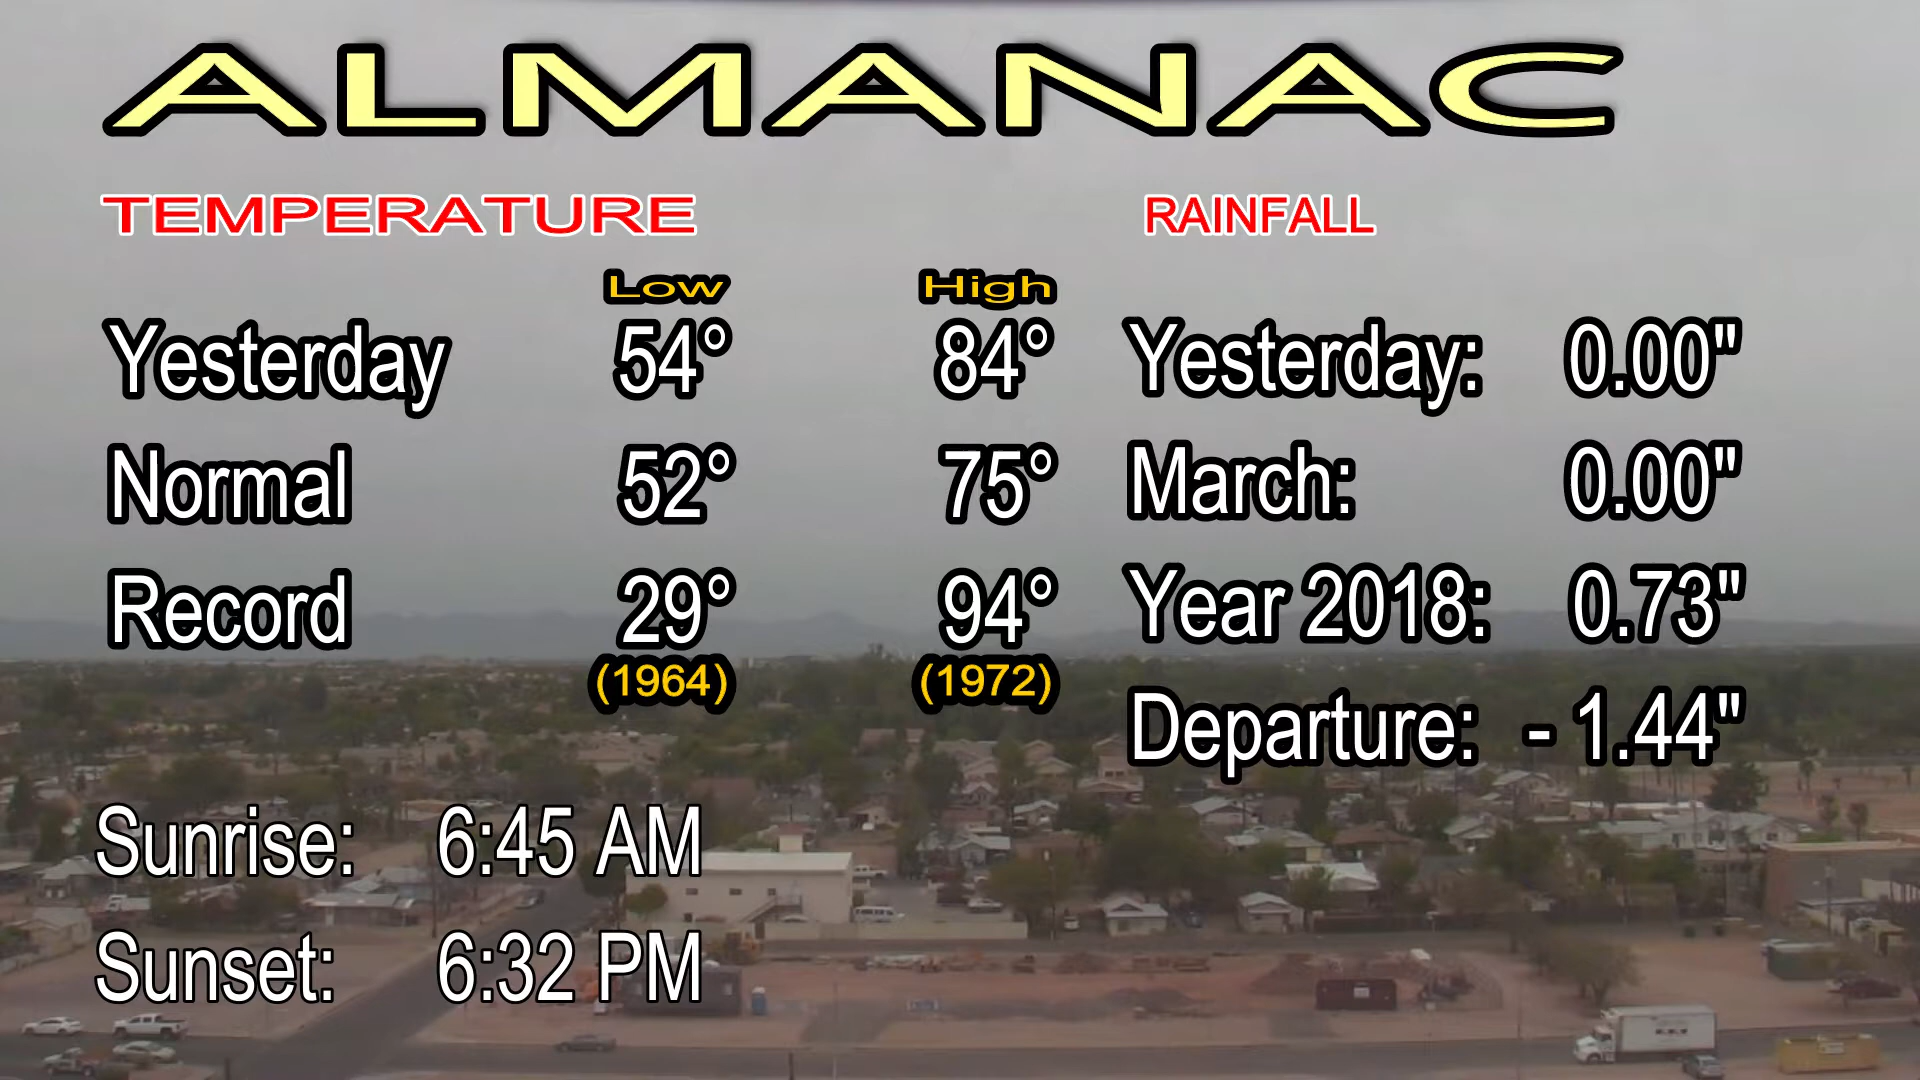 ALMANAC
TEMPERATURE RAINFALL
Low High
Yesterday 54° 84° Yesterday: 0.00"
Normal 52° 75° March: 0.00"
Record 29° 94° Year 2018: 0.73"
(1964) (1972)
Departure: - 1.44"
Sunrise: 6:45 AM
Sunset: 6:32 PM